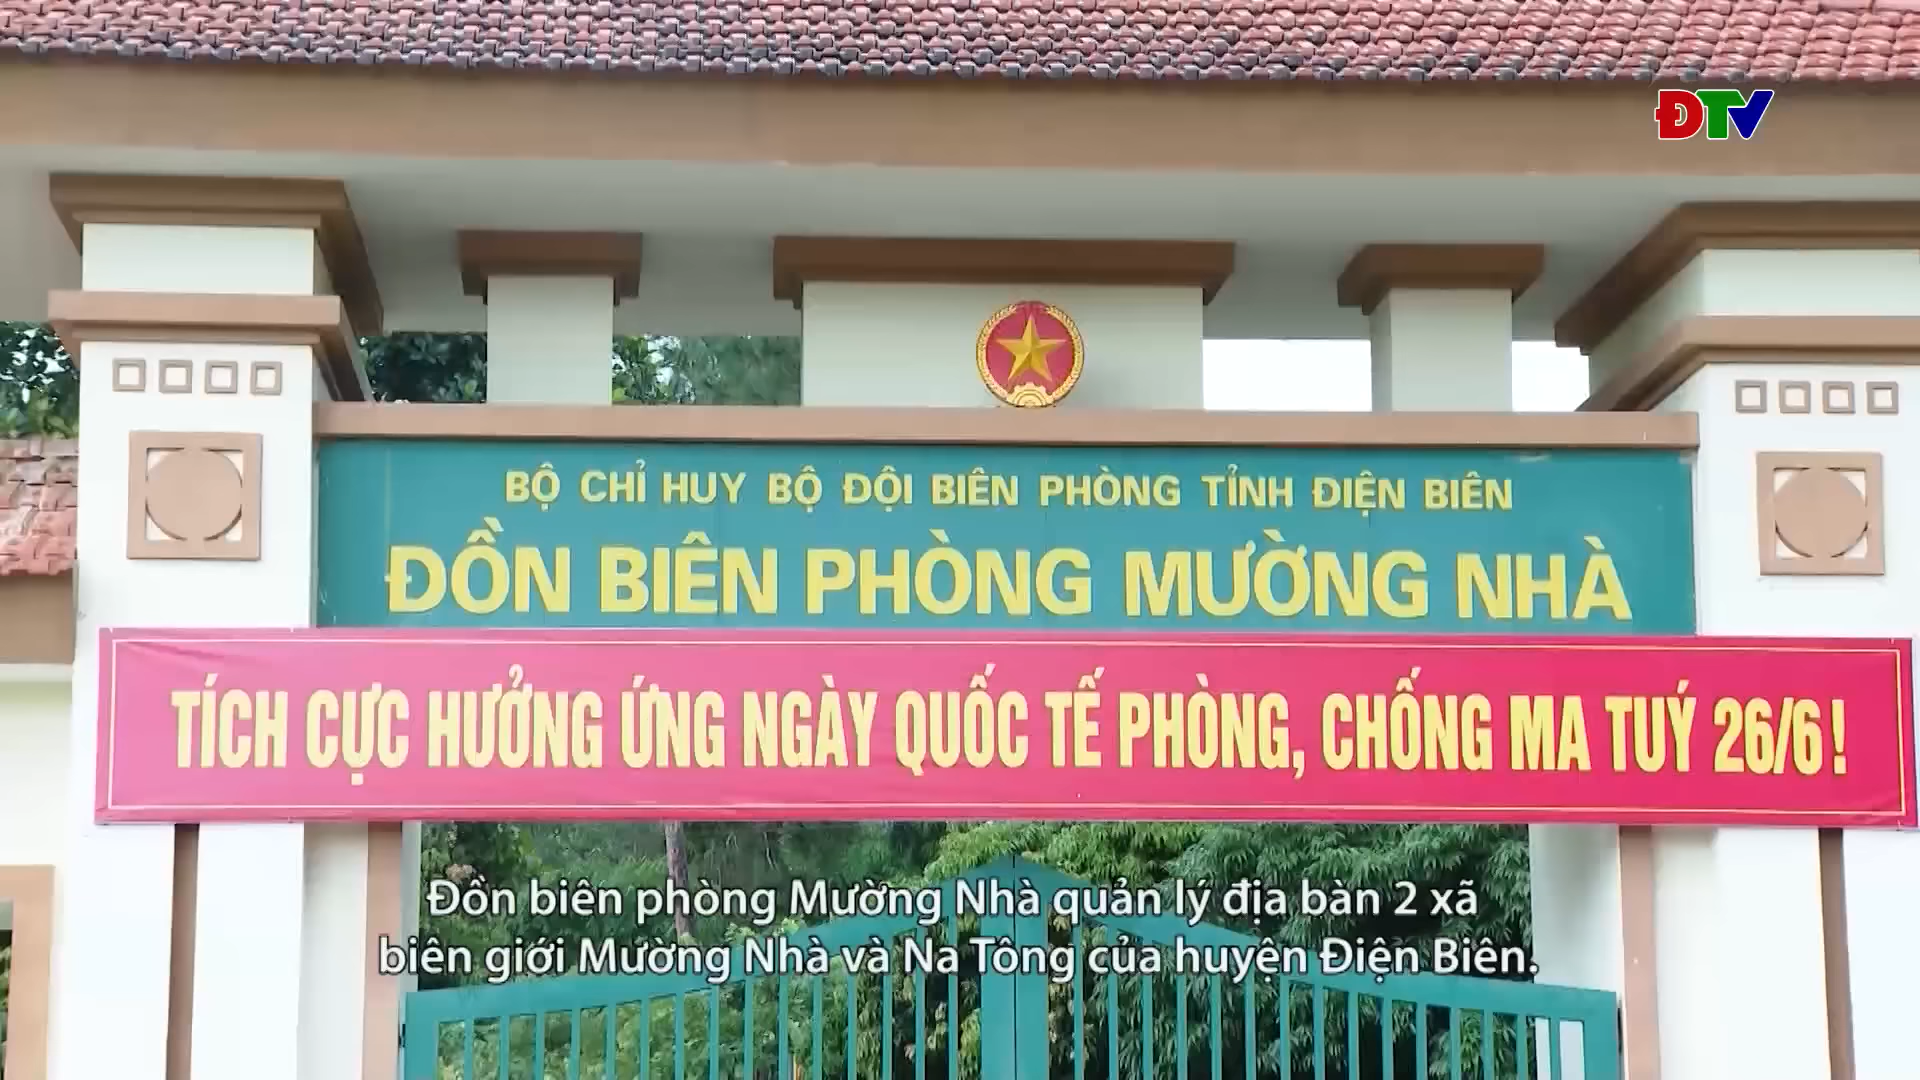 ĐTV
BỘ CHỈ HUY BỘ ĐỘI BIÊN PHÒNG TỈNH ĐIỆN BIÊN
ĐỒN BIÊN PHÒNG MƯỜNG NHÀ
TÍCH CỰC HƯỞNG ỨNG NGÀY QUỐC TẾ PHÒNG, CHỐNG MA TUÝ 26/6!
Đồn biên phòng Mường Nhà quản lý địa bàn 2 xã
biên giới Mường Nhà và Na Tông của huyện Điện Biên.